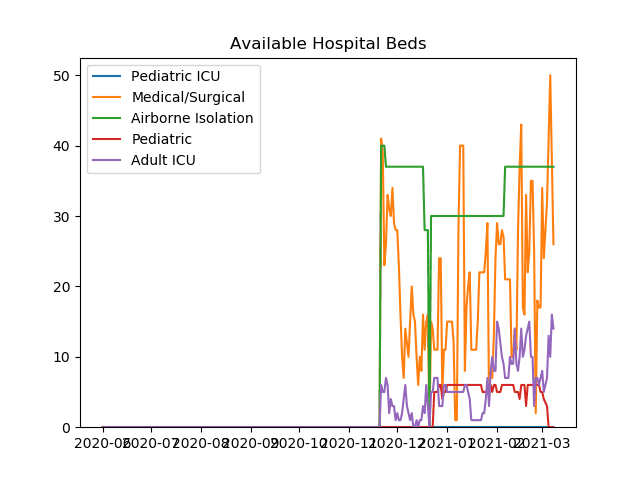 Available Hospital Beds
Pediatric ICU
Medical/Surgical
Airborne Isolation
Pediatric
Adult ICU
50
40
30
20
10
0
2020-06 2020-07 2020-08 2020-09 2020-10 2020-11 2020-12 2021-01 2021-02 2021-03